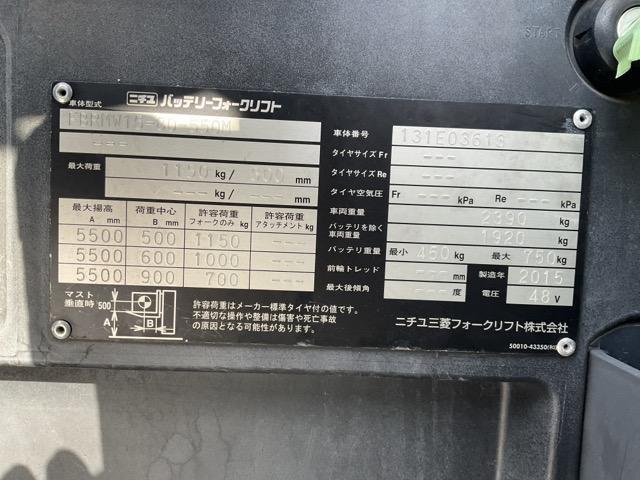 START
ニチユ バッテリーフォークリフト
車体型式
---
最大荷重 1150 kg / 500 mm
--- kg / --- mm
最大揚高 A mm 荷重中心 B mm 許容荷重 フォークのみ kg 許容荷重 アタッチメント kg
5500 500 1150 ---
5500 600 1000 ---
5500 900 700 ---
マスト垂直時 500 A B
許容荷重はメーカー標準タイヤ付の値です。
不適切な操作や整備は傷害や死亡事故
の原因となる可能性があります。
車体番号 131E03613
タイヤサイズ Fr ---
タイヤサイズ Re ---
タイヤ空気圧 Fr --- kPa Re --- kPa
車両重量 2390 kg
バッテリを除く車両重量 1920 kg
バッテリ重量 最小 450 kg 最大 750 kg
前輪トレッド --- mm 製造年 2015
最大後傾角 --- 度 電圧 48 V
ニチユ三菱フォークリフト株式会社